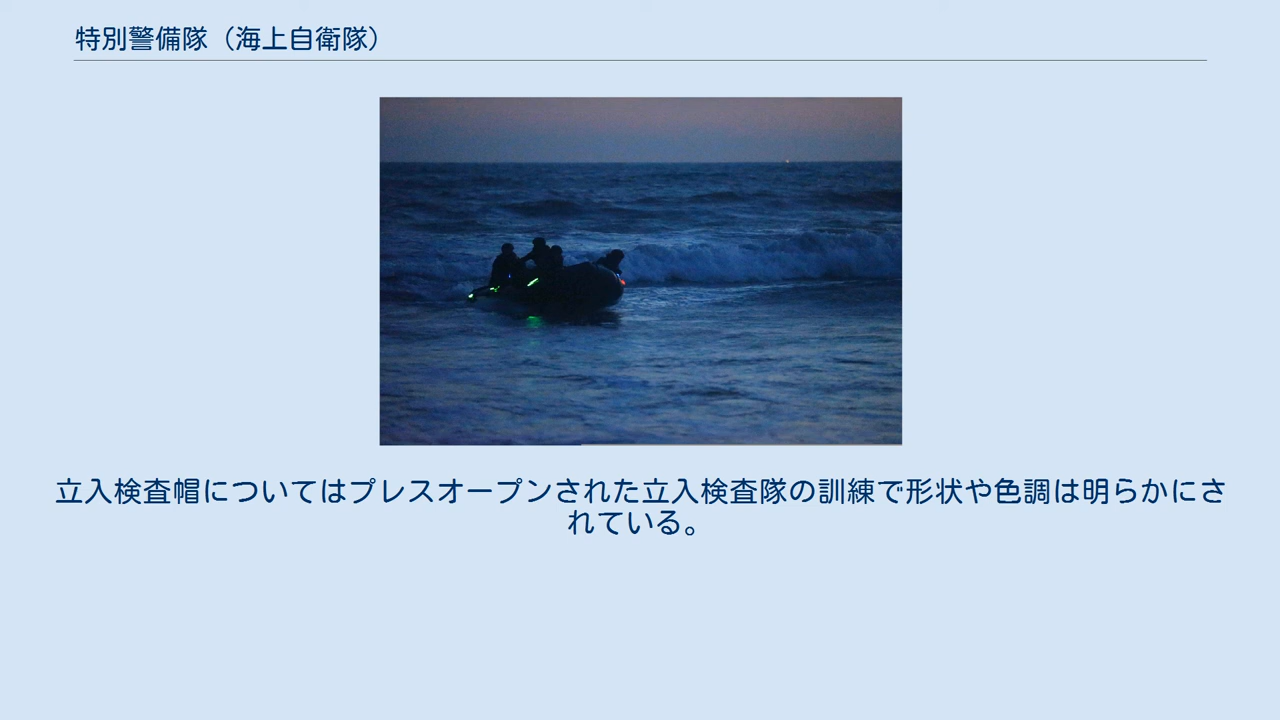 特別警備隊（海上自衛隊）
立入検査帽についてはプレスオープンされた立入検査隊の訓練で形状や色調は明らかにさ
れている。